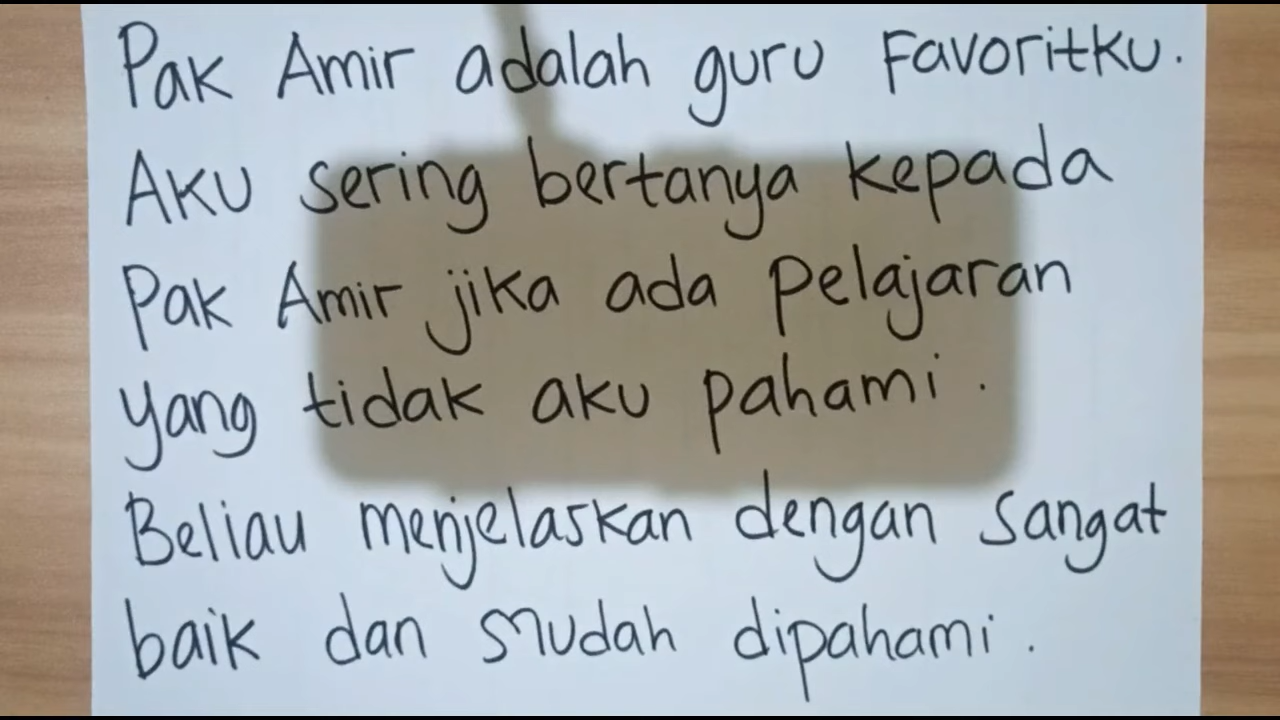 Pak Amir adalah guru Favoritku.
Aku sering bertanya kepada
Pak Amir jika ada pelajaran
yang tidak aku pahami.
Beliau menjelaskan dengan sangat
baik dan mudah dipahami.